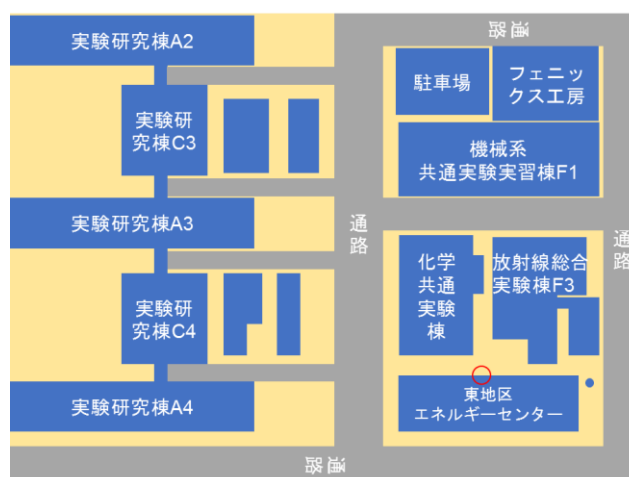 実験研究棟A2
通路
駐車場
フェニッ
クス工房
実験研
究棟C3
機械系
共通実験実習棟F1
実験研究棟A3
通
路
通
路
化学
共通
実験
棟
放射線総合
実験棟F3
実験研
究棟C4
実験研究棟A4
東地区
エネルギーセンター
通路